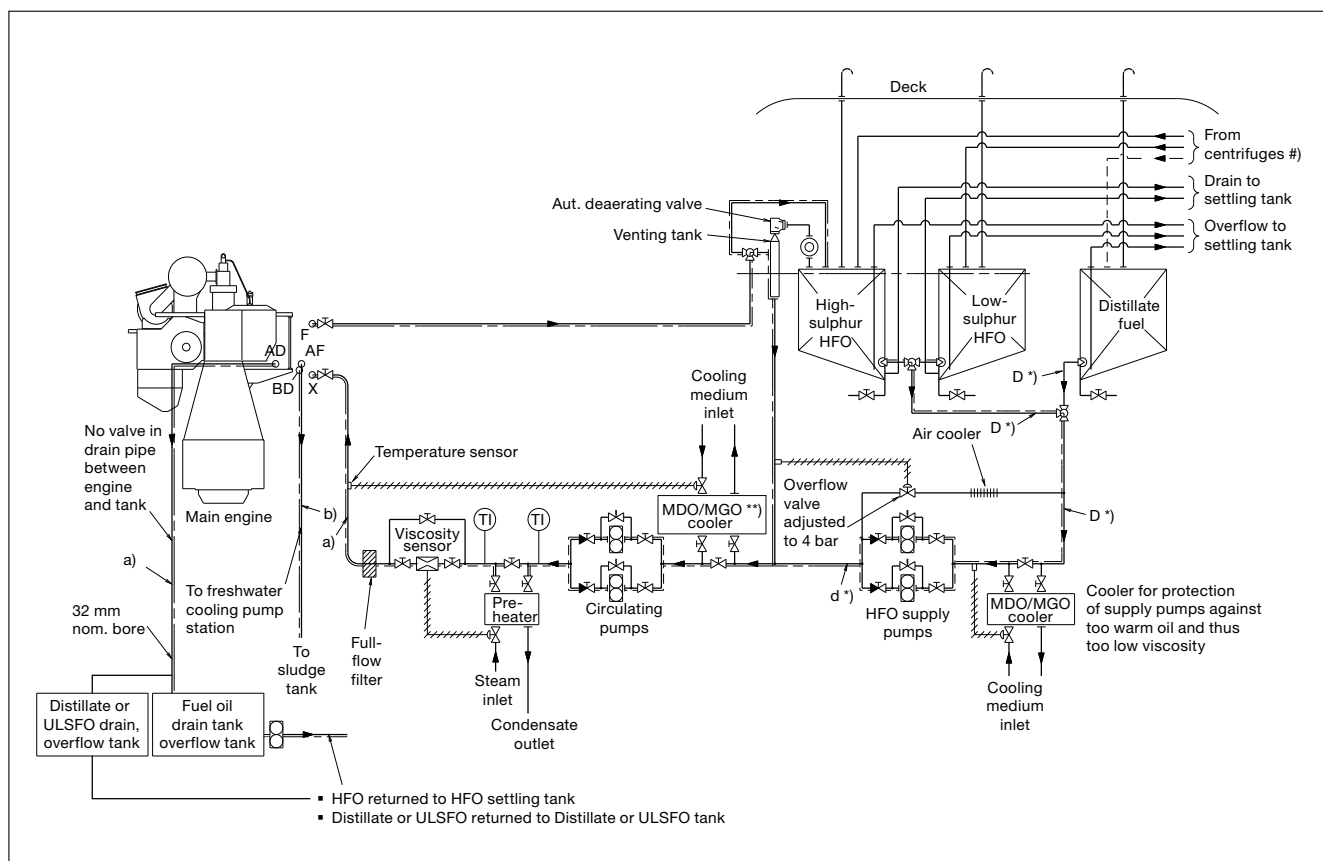 Deck
From
centrifuges #)
Drain to
settling tank
Overflow to
settling tank
Aut. deaerating valve
Venting tank
High-
sulphur
HFO
Low-
sulphur
HFO
Distillate
fuel
F
AD
AF
BD
X
D *)
D *)
Cooling
medium
inlet
Air cooler
No valve in
drain pipe
between
engine
and tank
Main engine
Temperature sensor
b)
a)
MDO/MGO **)
cooler
Overflow
valve
adjusted
to 4 bar
D *)
Viscosity
sensor
TI
TI
a)
To freshwater
cooling pump
station
32 mm
nom. bore
To
sludge
tank
Full-
flow
filter
Pre-
heater
Circulating
pumps
d *)
HFO supply
pumps
MDO/MGO
cooler
Cooler for protection
of supply pumps against
too warm oil and thus
too low viscosity
Steam
inlet
Condensate
outlet
Cooling
medium
inlet
Distillate or
ULSFO drain,
overflow tank
Fuel oil
drain tank
overflow tank
▪ HFO returned to HFO settling tank
▪ Distillate or ULSFO returned to Distillate or ULSFO tank